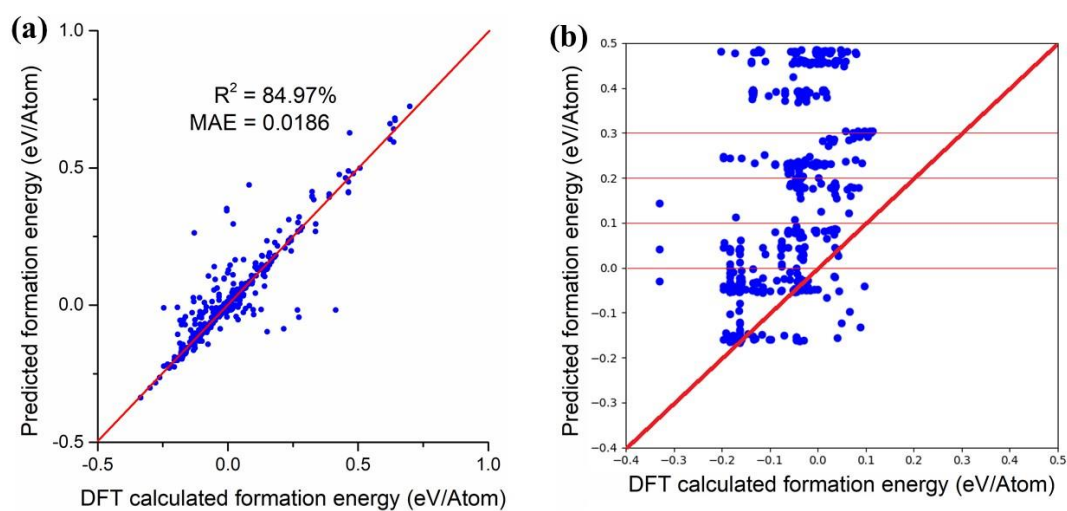 (a)
1.0
0.5
0.0
-0.5
R² = 84.97%
MAE = 0.0186
Predicted formation energy (eV/Atom)
-0.5 0.0 0.5 1.0
DFT calculated formation energy (eV/Atom)
(b)
0.5
0.4
0.3
0.2
0.1
0.0
−0.1
−0.2
−0.3
−0.4
Predicted formation energy (eV/Atom)
−0.4 −0.3 −0.2 −0.1 0.0 0.1 0.2 0.3 0.4 0.5
DFT calculated formation energy (eV/Atom)